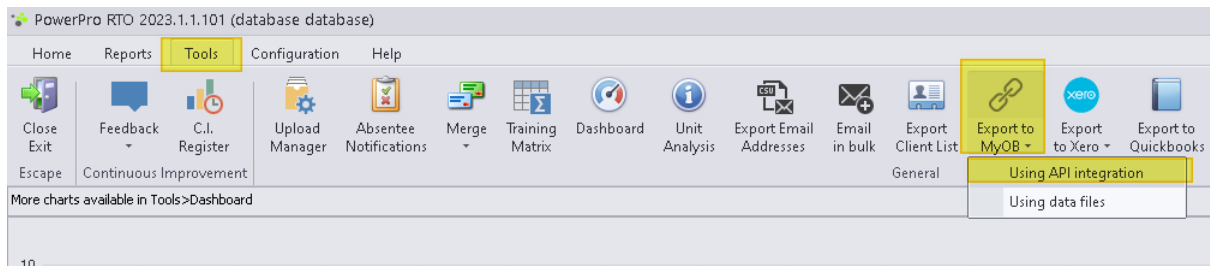 PowerPro RTO 2023.1.1.101 (database database)
Home Reports Tools Configuration Help
Close Exit
Feedback
C.I. Register
Upload Manager
Absentee Notifications
Merge
Training Matrix
Dashboard
Unit Analysis
CSV
Export Email Addresses
Email in bulk
Export Client List
Export to MyOB
xero
Export to Xero
Export to Quickbooks
Escape Continuous Improvement General
Using API integration
Using data files
More charts available in Tools>Dashboard
10